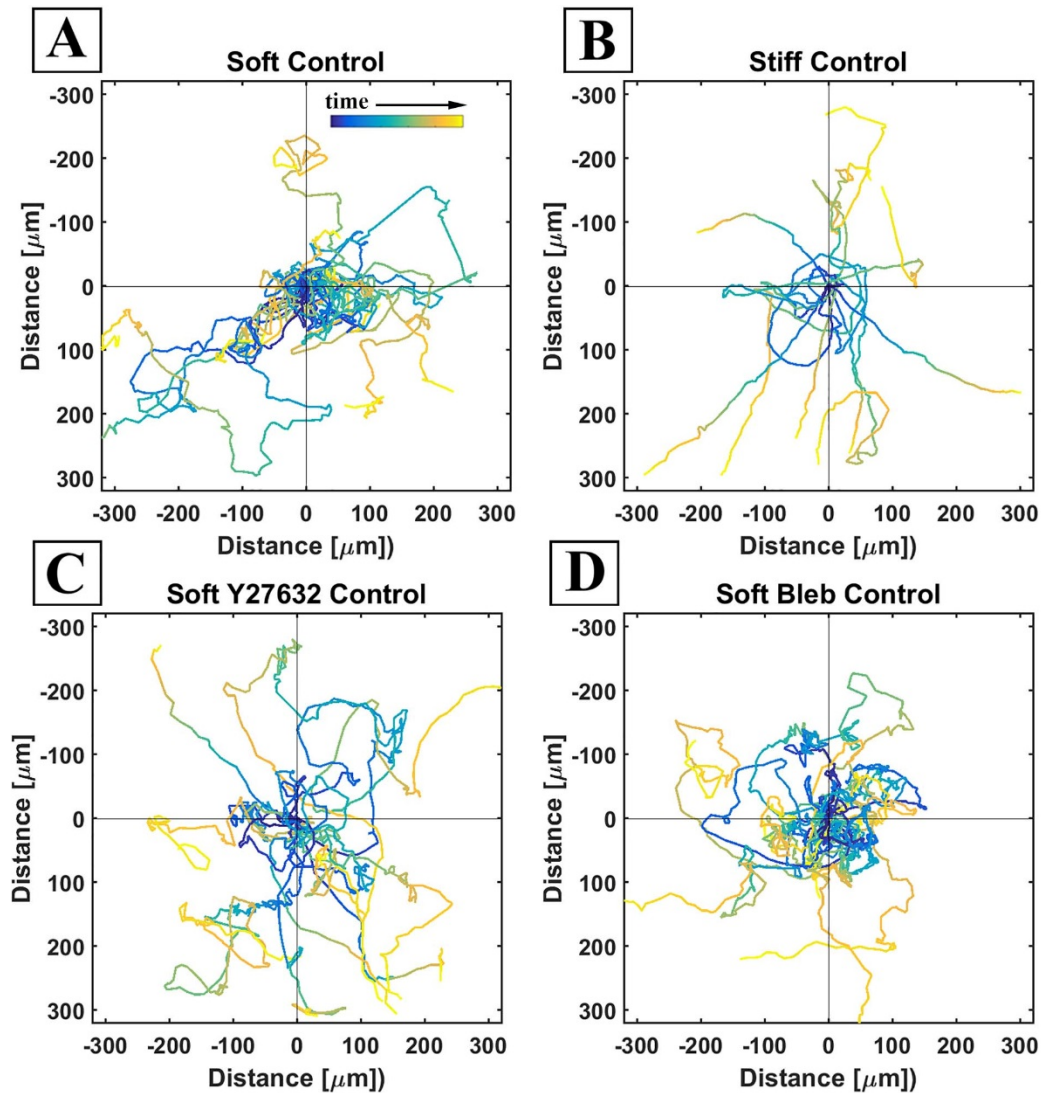 A
Soft Control
time
-300
-200
-100
0
100
200
300
Distance [μm]
-300 -200 -100 0 100 200 300
Distance [μm])
B
Stiff Control
-300
-200
-100
0
100
200
300
Distance [μm]
-300 -200 -100 0 100 200 300
Distance [μm])
C
Soft Y27632 Control
-300
-200
-100
0
100
200
300
Distance [μm]
-300 -200 -100 0 100 200 300
Distance [μm])
D
Soft Bleb Control
-300
-200
-100
0
100
200
300
Distance [μm]
-300 -200 -100 0 100 200 300
Distance [μm])